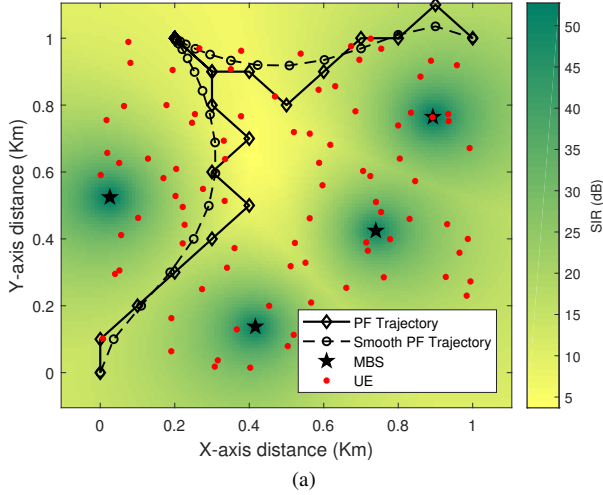 1
0.8
0.6
0.4
0.2
0
Y-axis distance (Km)
0 0.2 0.4 0.6 0.8 1
X-axis distance (Km)
PF Trajectory
Smooth PF Trajectory
MBS
UE
50
45
40
35
30
25
20
15
10
5
SIR (dB)
(a)